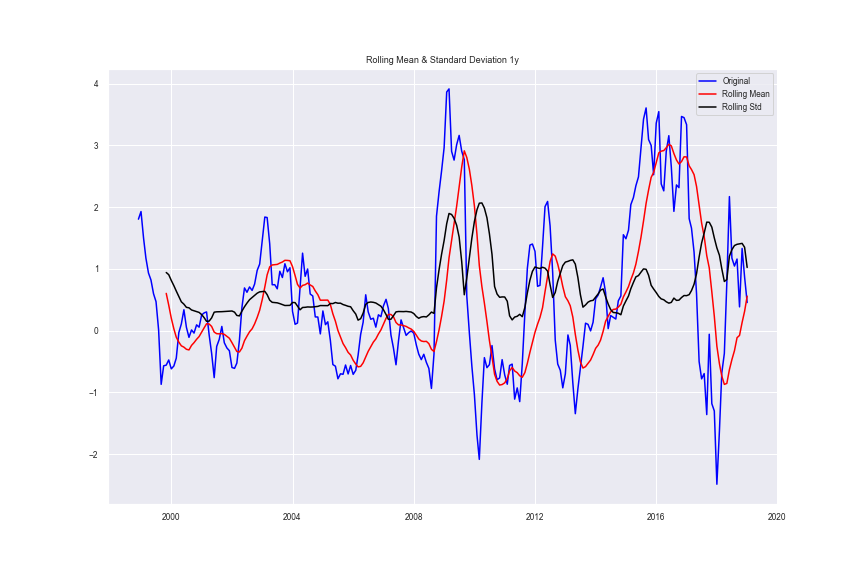 Rolling Mean & Standard Deviation 1y
Original
Rolling Mean
Rolling Std
4
3
2
1
0
−1
−2
2000 2004 2008 2012 2016 2020